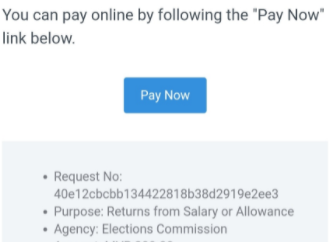 You can pay online by following the "Pay Now"
link below.
Pay Now
• Request No:
40e12cbcbb134422818b38d2919e2ee3
• Purpose: Returns from Salary or Allowance
• Agency: Elections Commission